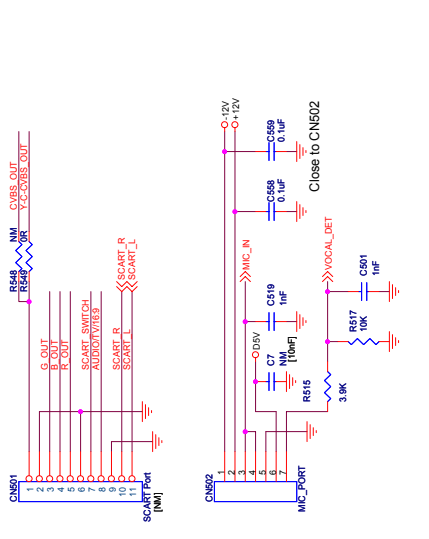 CVBS_OUT
Y-C-CVBS_OUT
R548
NM
R549
0R
G_OUT
B_OUT
R_OUT
SCART_SWITCH
AUDIO/TV/16:9
SCART_R
SCART_L
SCART_R
SCART_L
CN501
1
2
3
4
5
6
7
8
9
10
11
SCART Port
[NM]
-12V
+12V
C559
0.1uF
C558
0.1uF
Close to CN502
MIC_IN
C519
1nF
D5V
C7
NM
[10nF]
VOCAL_DET
C501
1nF
R517
10K
R515
3.9K
CN502
1
2
3
4
5
6
7
MIC_PORT